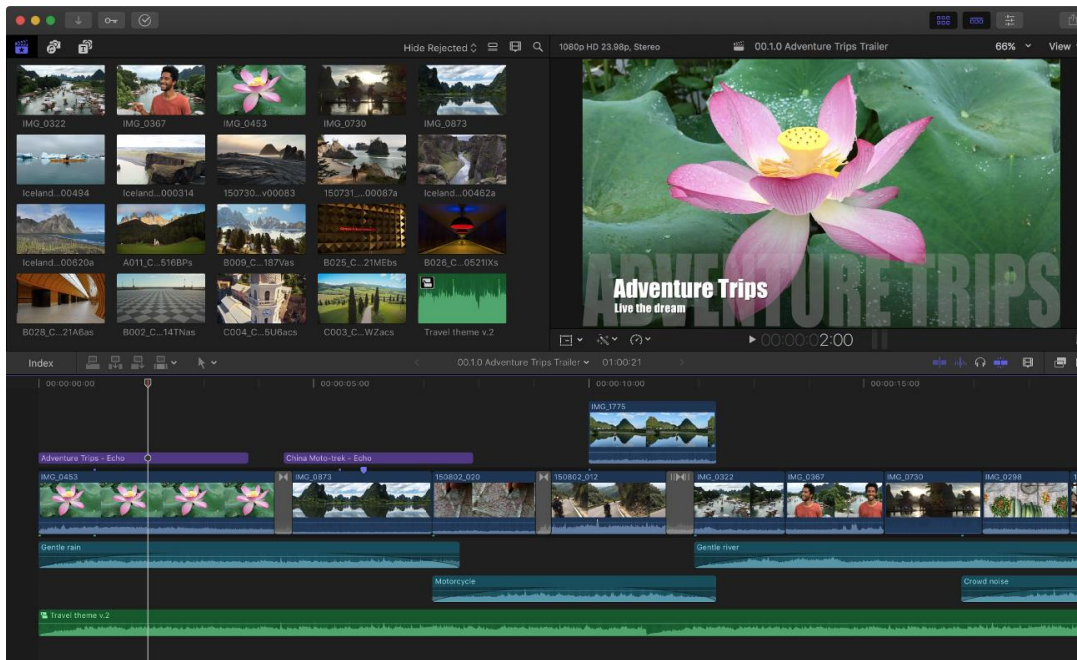 Hide Rejected
1080p HD 23.98p, Stereo
00.1.0 Adventure Trips Trailer
66%
View
IMG_0322
IMG_0367
IMG_0453
IMG_0730
IMG_0873
Iceland...00494
Iceland...000314
150730...v00083
150731_...00087a
Iceland...00462a
Iceland...00620a
A011_C...516BPs
B009_C...187Vas
B025_C...21MEbs
B026_C...0521IXs
B028_C...21A6as
B002_C...14TNas
C004_C...5U6acs
C003_C...WZacs
Travel theme v.2
ADVENTURE TRIPS
Adventure Trips
Live the dream
00:00:02:00
Index
00.1.0 Adventure Trips Trailer
01:00:21
00:00:00:00
00:00:05:00
00:00:10:00
00:00:15:00
IMG_1775
Adventure Trips - Echo
China Moto-trek - Echo
IMG_0453
IMG_0873
150802_020
150802_012
IMG_0322
IMG_0367
IMG_0730
IMG_0298
Gentle rain
Gentle river
Motorcycle
Crowd noise
Travel theme v.2